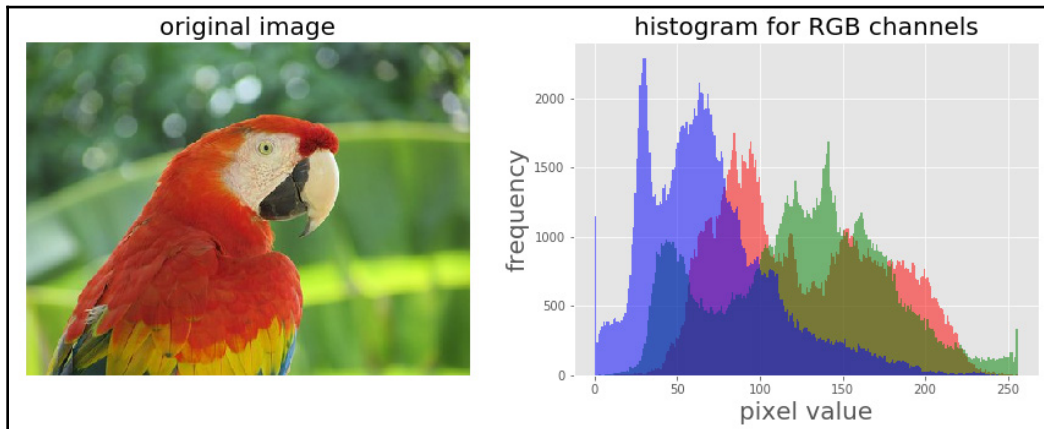 original image
histogram for RGB channels
2000
1500
1000
500
0
frequency
0 50 100 150 200 250
pixel value